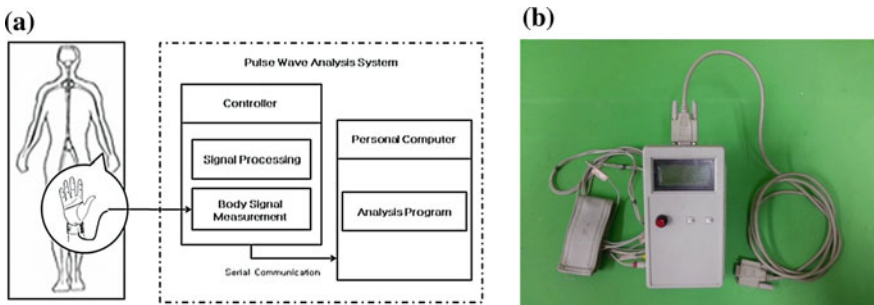 (a)
Pulse Wave Analysis System
Controller
Signal Processing
Body Signal
Measurement
Serial Communication
Personal Computer
Analysis Program
(b)